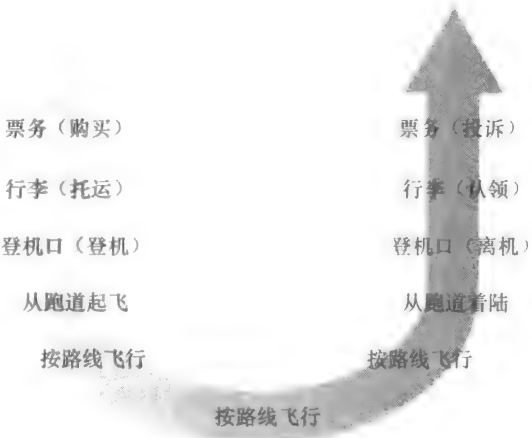 票务（购买）
行李（托运）
登机口（登机）
从跑道起飞
按路线飞行
按路线飞行
票务（投诉）
行李（认领）
登机口（离机）
从跑道着陆
按路线飞行